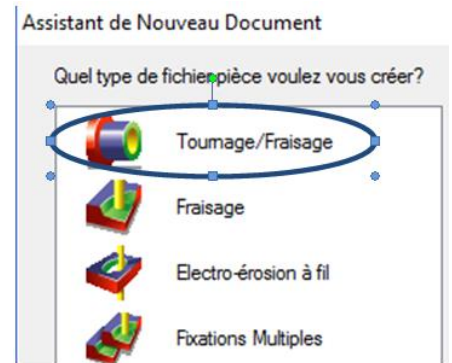 Assistant de Nouveau Document
Quel type de fichier pièce voulez vous créer?
Tournage/Fraisage
Fraisage
Electro-érosion à fil
Fixations Multiples